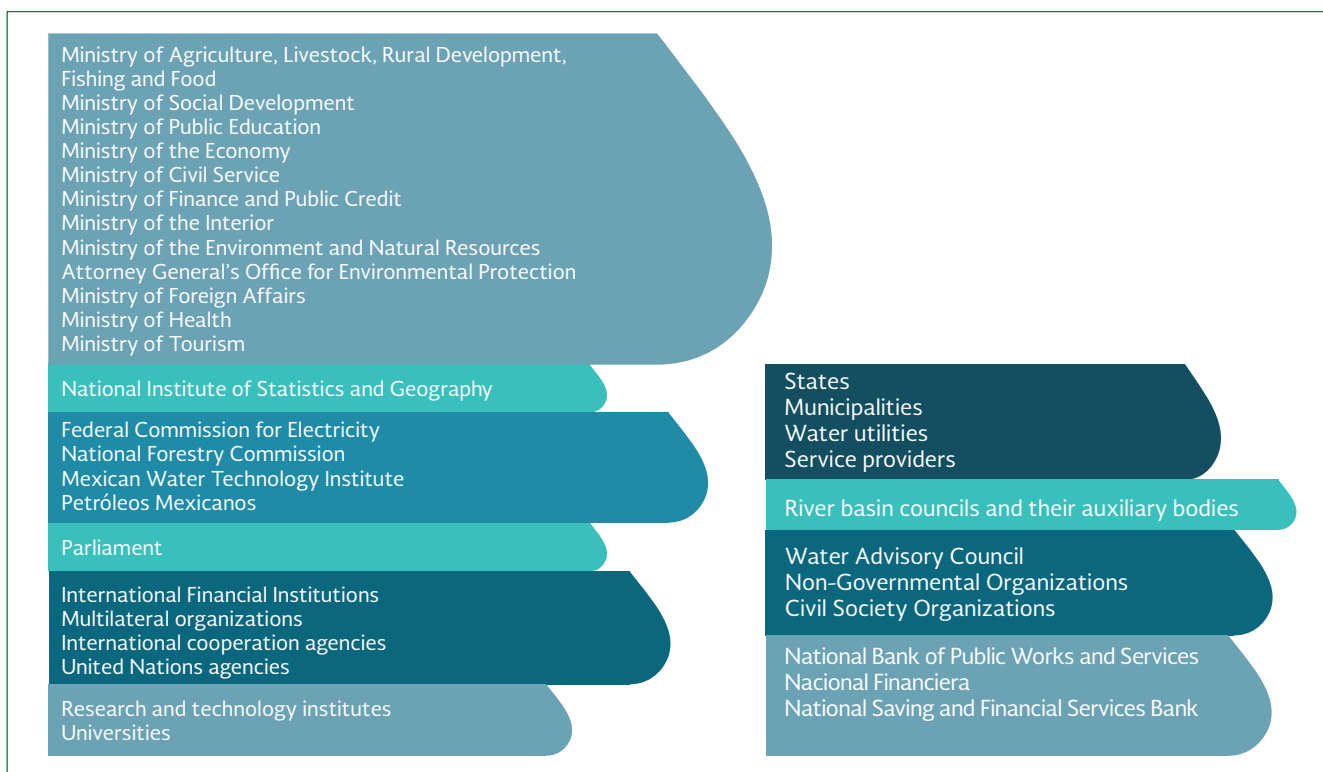 Ministry of Agriculture, Livestock, Rural Development,
Fishing and Food
Ministry of Social Development
Ministry of Public Education
Ministry of the Economy
Ministry of Civil Service
Ministry of Finance and Public Credit
Ministry of the Interior
Ministry of the Environment and Natural Resources
Attorney General’s Office for Environmental Protection
Ministry of Foreign Affairs
Ministry of Health
Ministry of Tourism
National Institute of Statistics and Geography
Federal Commission for Electricity
National Forestry Commission
Mexican Water Technology Institute
Petróleos Mexicanos
Parliament
International Financial Institutions
Multilateral organizations
International cooperation agencies
United Nations agencies
Research and technology institutes
Universities
States
Municipalities
Water utilities
Service providers
River basin councils and their auxiliary bodies
Water Advisory Council
Non-Governmental Organizations
Civil Society Organizations
National Bank of Public Works and Services
Nacional Financiera
National Saving and Financial Services Bank